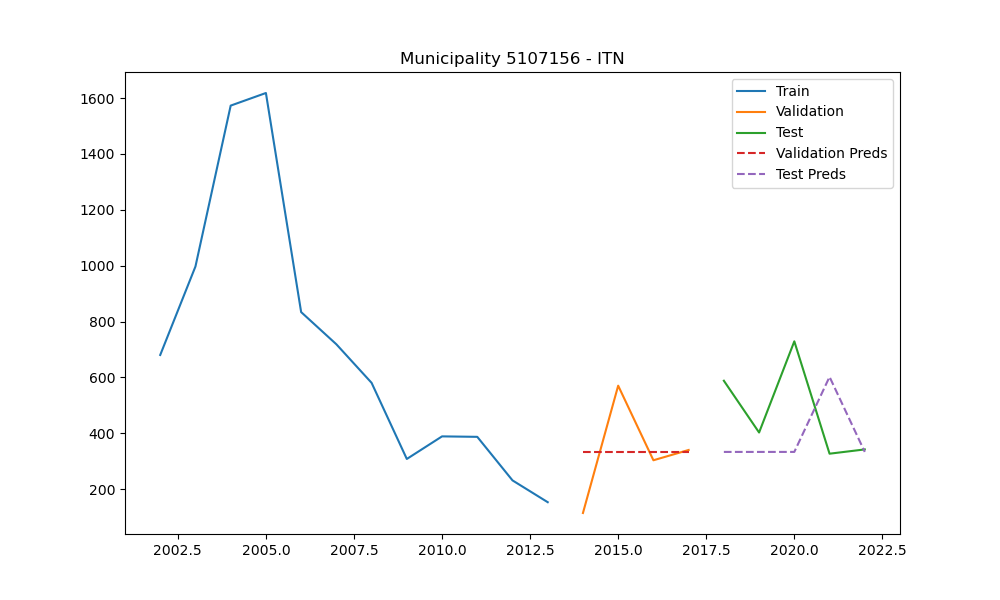 Municipality 5107156 - ITN
Train
Validation
Test
Validation Preds
Test Preds
1600
1400
1200
1000
800
600
400
200
2002.5 2005.0 2007.5 2010.0 2012.5 2015.0 2017.5 2020.0 2022.5